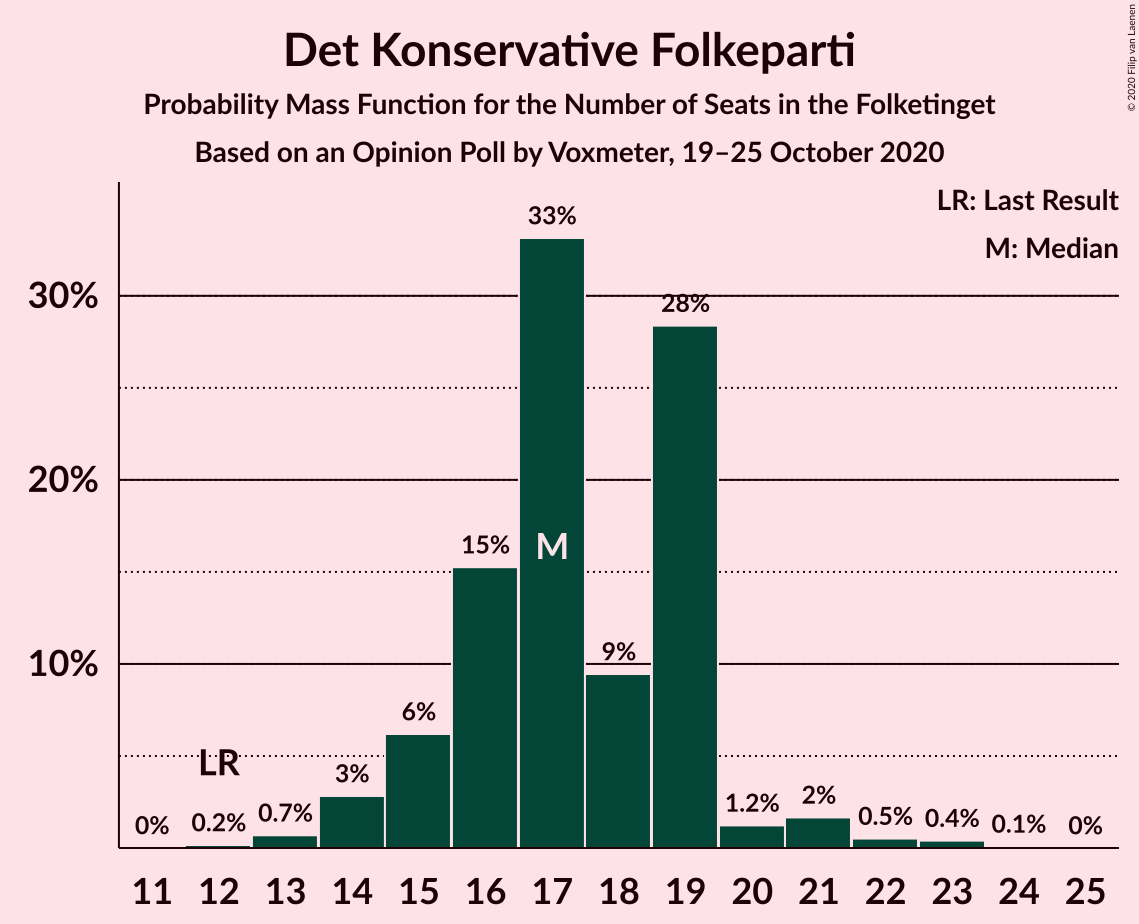 Det Konservative Folkeparti
Probability Mass Function for the Number of Seats in the Folketinget
Based on an Opinion Poll by Voxmeter, 19–25 October 2020
© 2020 Filip van Laenen
LR: Last Result
M: Median
30%
20%
10%
0%
LR
0.2%
0.7%
3%
6%
15%
33%
M
9%
28%
1.2%
2%
0.5%
0.4%
0.1%
0%
11 12 13 14 15 16 17 18 19 20 21 22 23 24 25